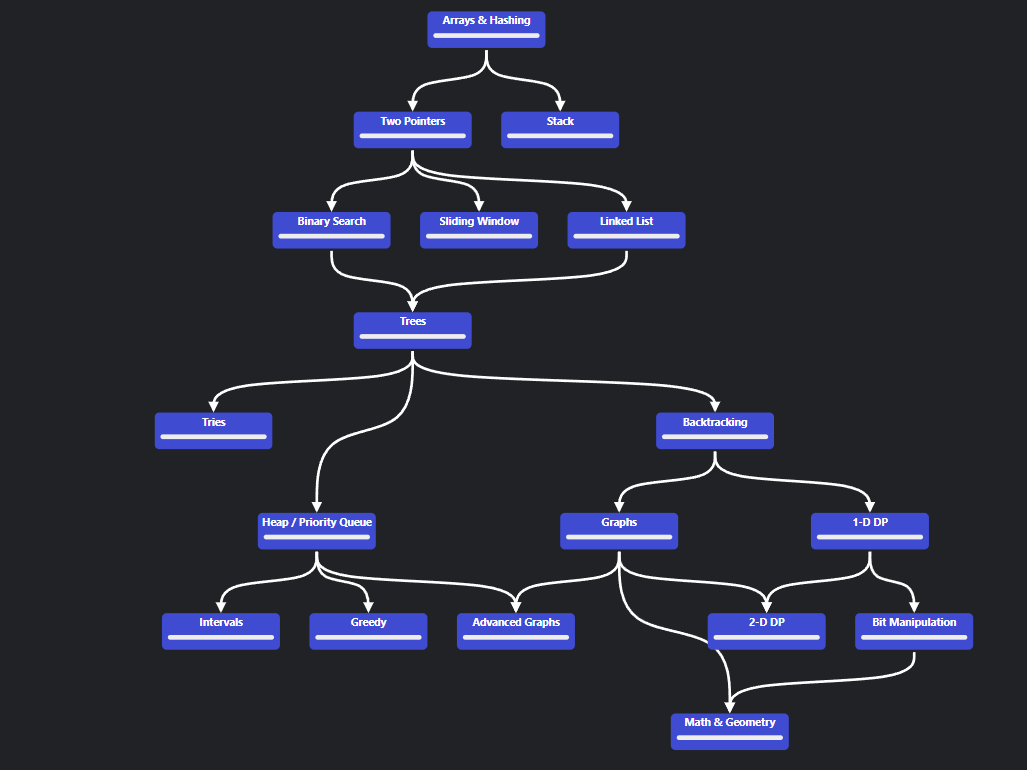 Arrays & Hashing
Two Pointers
Stack
Binary Search
Sliding Window
Linked List
Trees
Tries
Backtracking
Heap / Priority Queue
Graphs
1-D DP
Intervals
Greedy
Advanced Graphs
2-D DP
Bit Manipulation
Math & Geometry